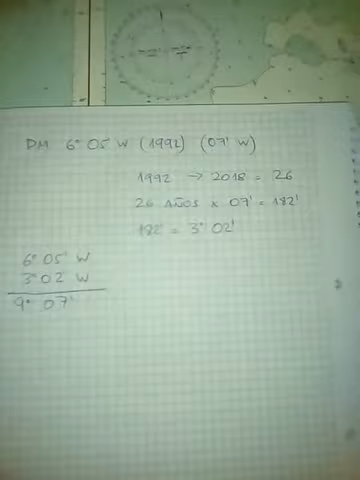 DM 6° 05' W (1992) (07' W)
1992 → 2018 = 26
26 AÑOS x 07' = 182'
182' = 3° 02'
6° 05' W
3° 02 W
9° 07'